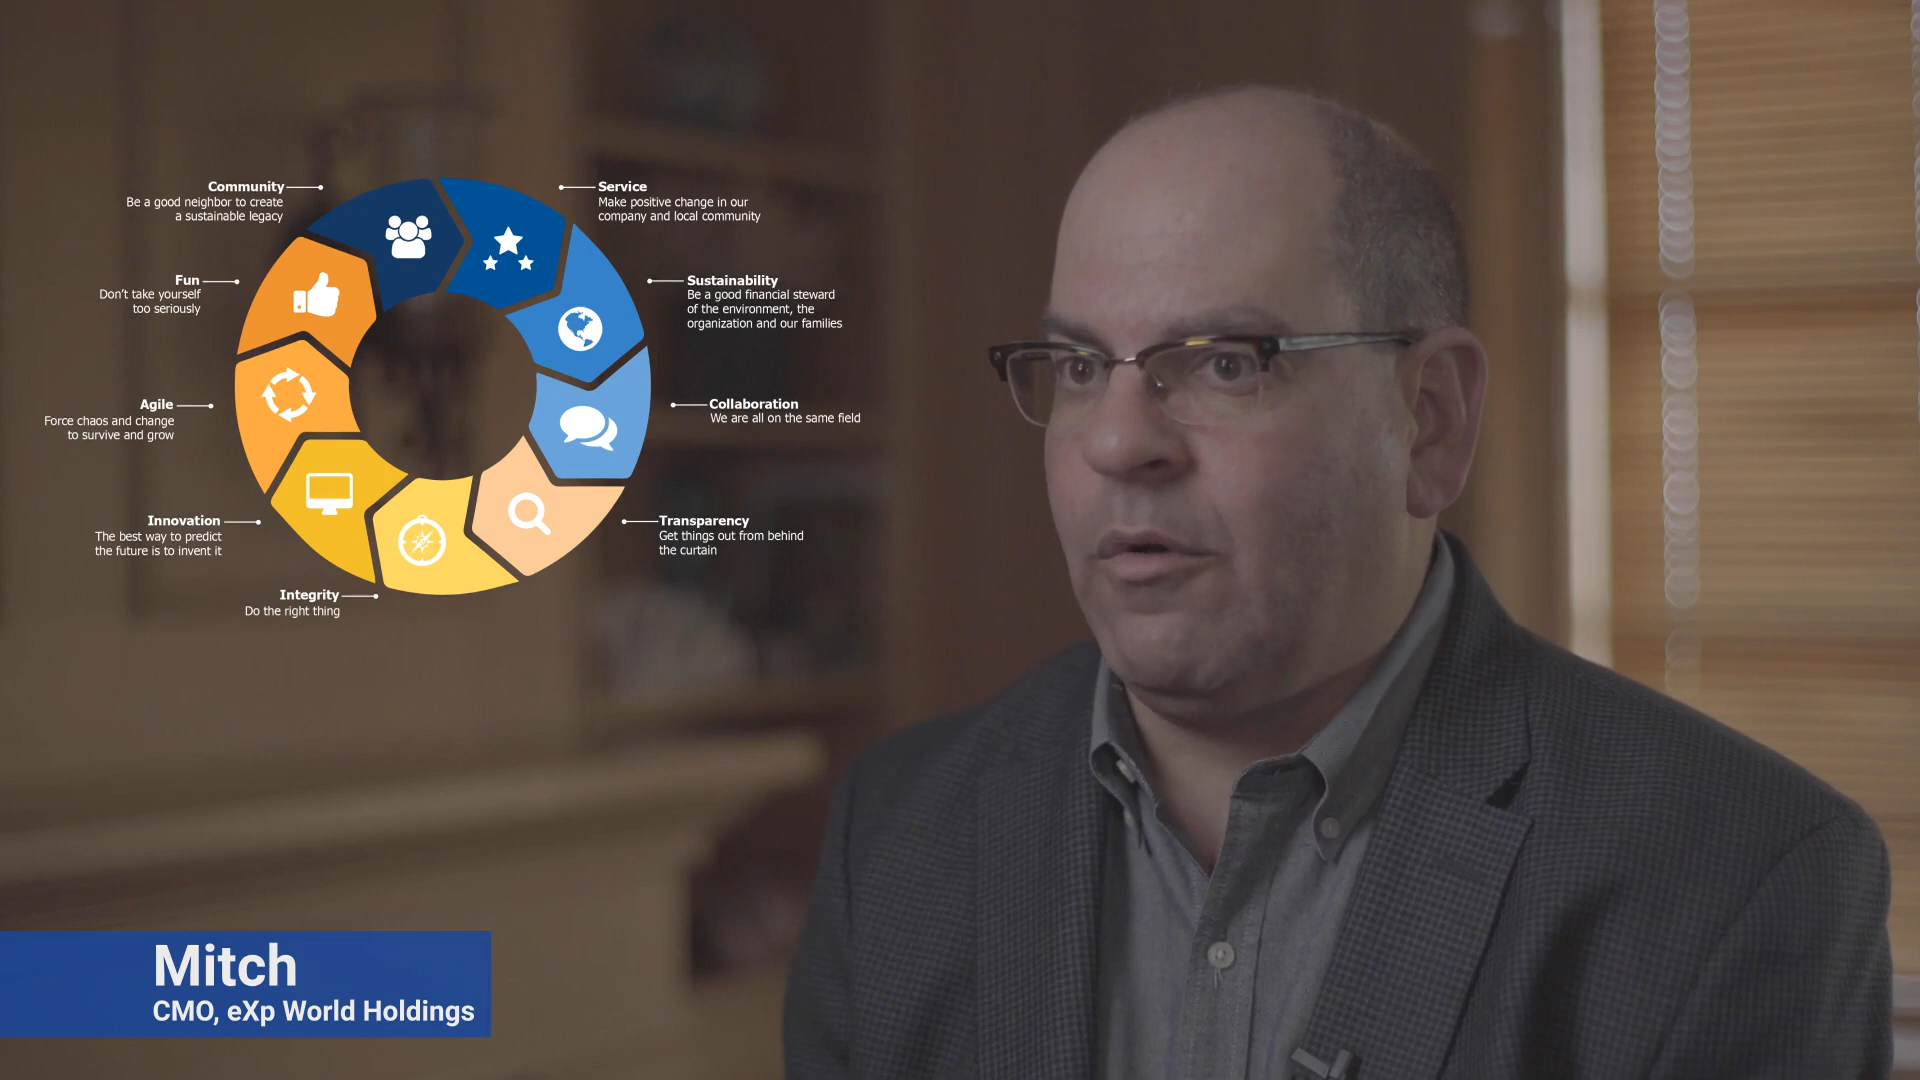 Community
Be a good neighbor to create
a sustainable legacy
Service
Make positive change in our
company and local community
Sustainability
Be a good financial steward
of the environment, the
organization and our families
Collaboration
We are all on the same field
Transparency
Get things out from behind
the curtain
Integrity
Do the right thing
Innovation
The best way to predict
the future is to invent it
Agile
Force chaos and change
to survive and grow
Fun
Don't take yourself
too seriously
Mitch
CMO, eXp World Holdings